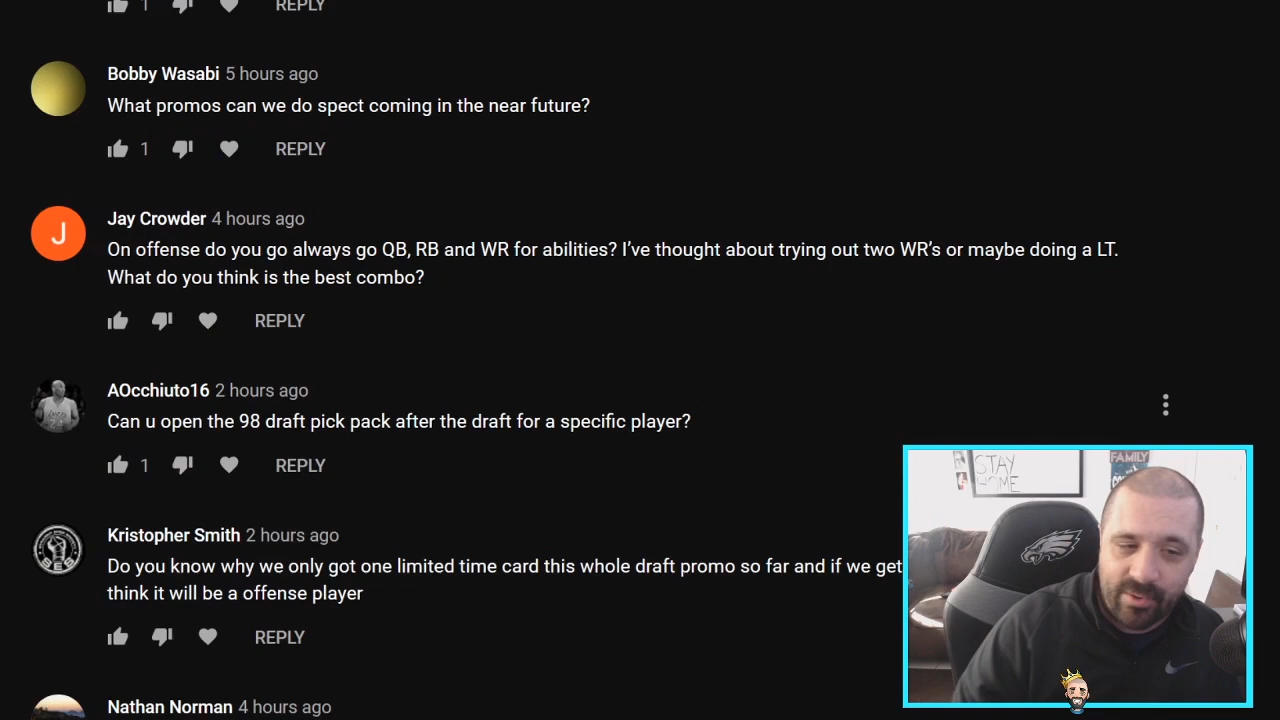 1 REPLY
Bobby Wasabi 5 hours ago
What promos can we do spect coming in the near future?
1 REPLY
Jay Crowder 4 hours ago
J
On offense do you go always go QB, RB and WR for abilities? I've thought about trying out two WR's or maybe doing a LT.
What do you think is the best combo?
REPLY
AOcchiuto16 2 hours ago
Can u open the 98 draft pick pack after the draft for a specific player?
1 REPLY
Kristopher Smith 2 hours ago
Do you know why we only got one limited time card this whole draft promo so far and if we get
think it will be a offense player
REPLY
Nathan Norman 4 hours ago
STAY
HOME
FAMILY
SES